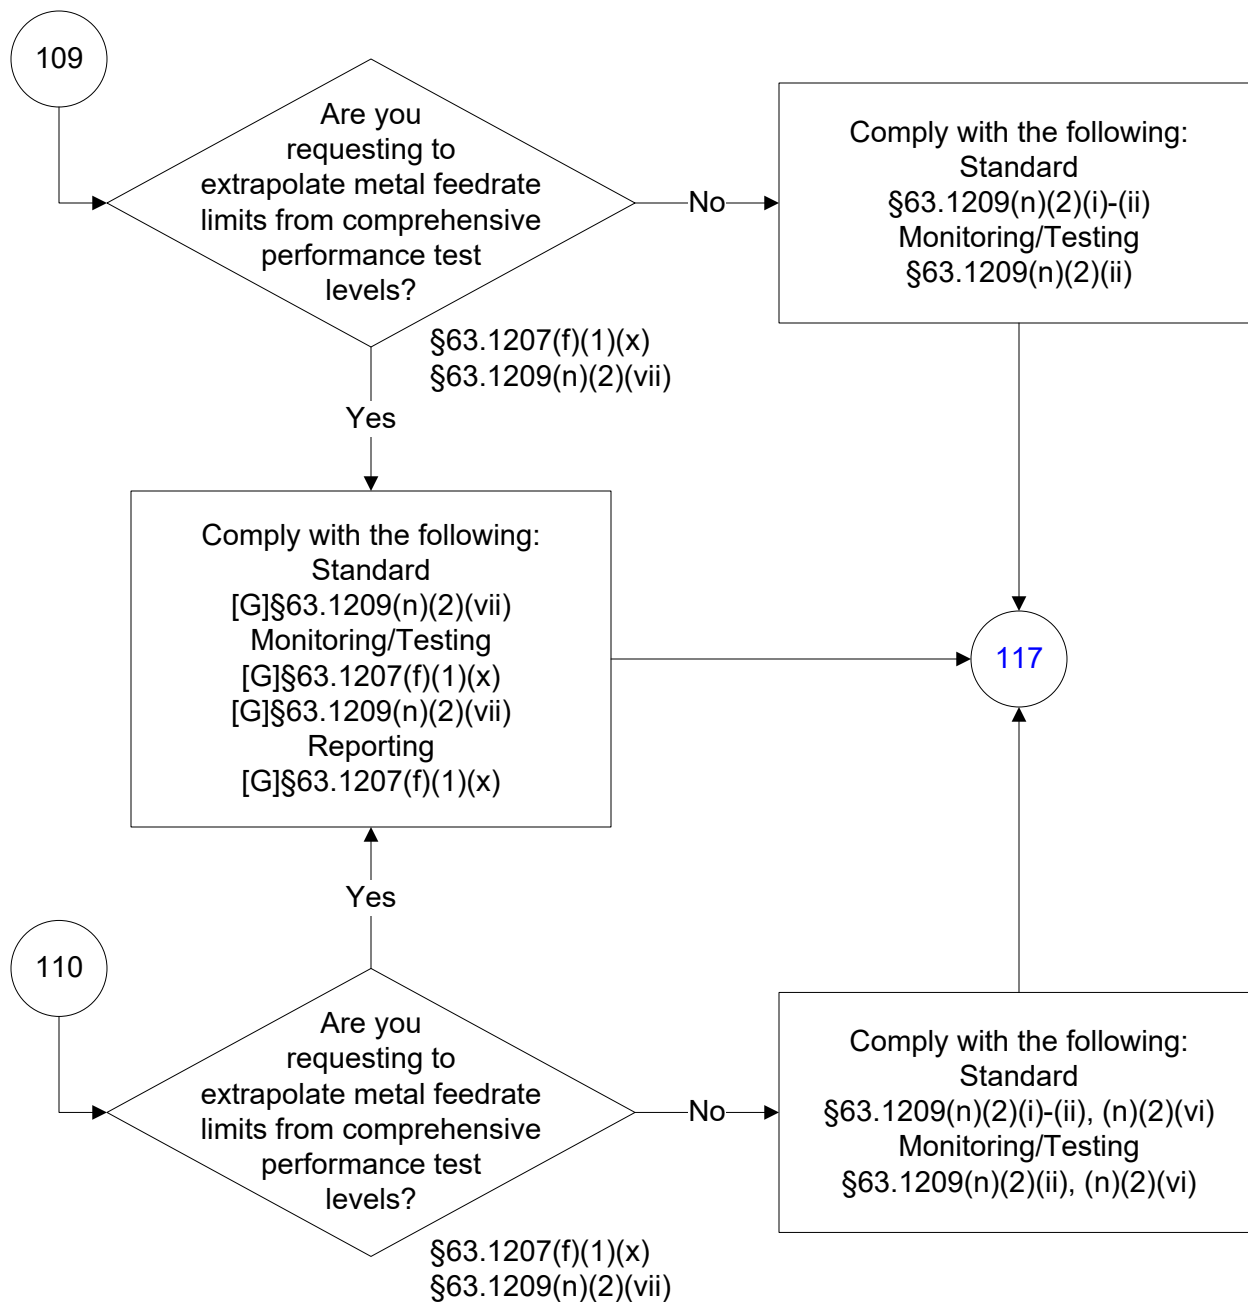 109
Are you
requesting to
extrapolate metal feedrate
limits from comprehensive
performance test
levels?
No
Comply with the following:
Standard
§63.1209(n)(2)(i)-(ii)
Monitoring/Testing
§63.1209(n)(2)(ii)
§63.1207(f)(1)(x)
§63.1209(n)(2)(vii)
Yes
Comply with the following:
Standard
[G]§63.1209(n)(2)(vii)
Monitoring/Testing
[G]§63.1207(f)(1)(x)
[G]§63.1209(n)(2)(vii)
Reporting
[G]§63.1207(f)(1)(x)
117
Yes
110
Are you
requesting to
extrapolate metal feedrate
limits from comprehensive
performance test
levels?
No
Comply with the following:
Standard
§63.1209(n)(2)(i)-(ii), (n)(2)(vi)
Monitoring/Testing
§63.1209(n)(2)(ii), (n)(2)(vi)
§63.1207(f)(1)(x)
§63.1209(n)(2)(vii)